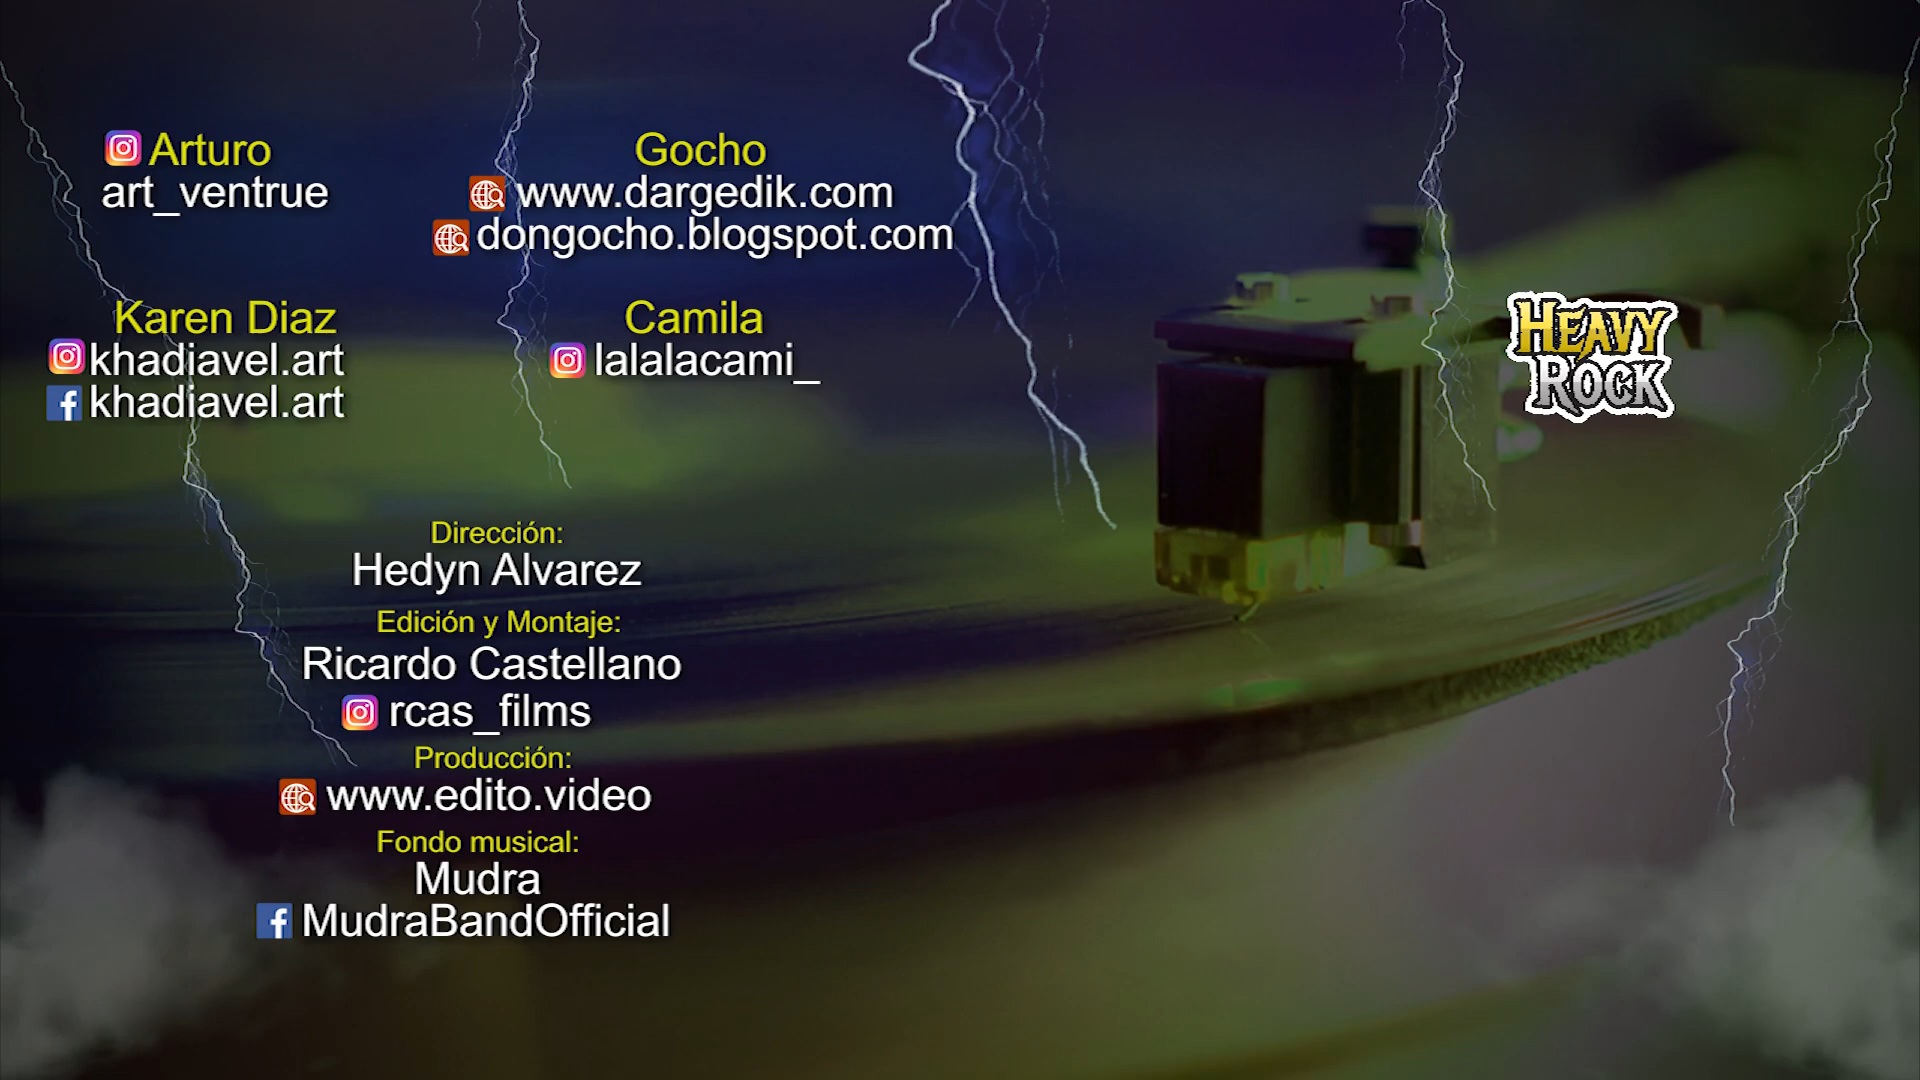 Arturo
art_ventrue
Gocho
www.dargedik.com
dongocho.blogspot.com
Karen Diaz
khadiavel.art
khadiavel.art
Camila
lalalacami_
HEAVY
ROCK
Dirección:
Hedyn Alvarez
Edición y Montaje:
Ricardo Castellano
rcas_films
Producción:
www.edito.video
Fondo musical:
Mudra
MudraBandOfficial